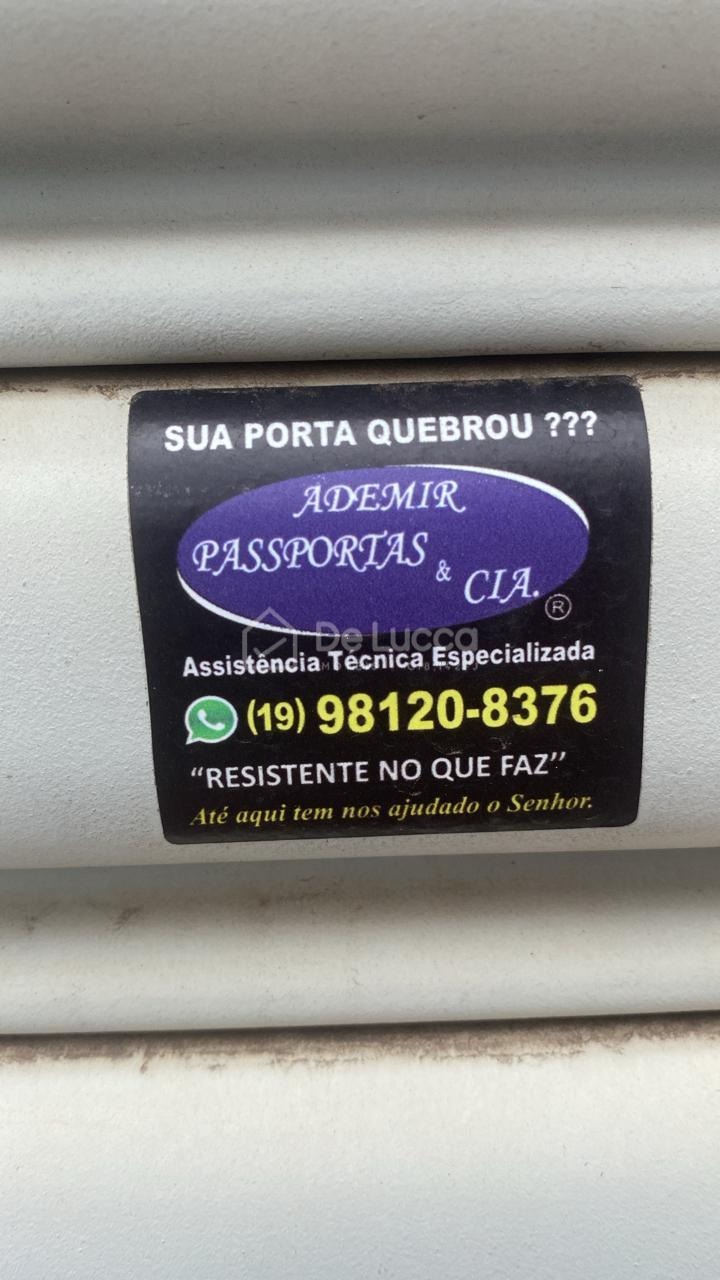 SUA PORTA QUEBROU ???
ADEMIR
PASSPORTAS
& CIA.
®
De Lucca
Assistência Técnica Especializada
(19) 98120-8376
“RESISTENTE NO QUE FAZ”
Até aqui tem nos ajudado o Senhor.